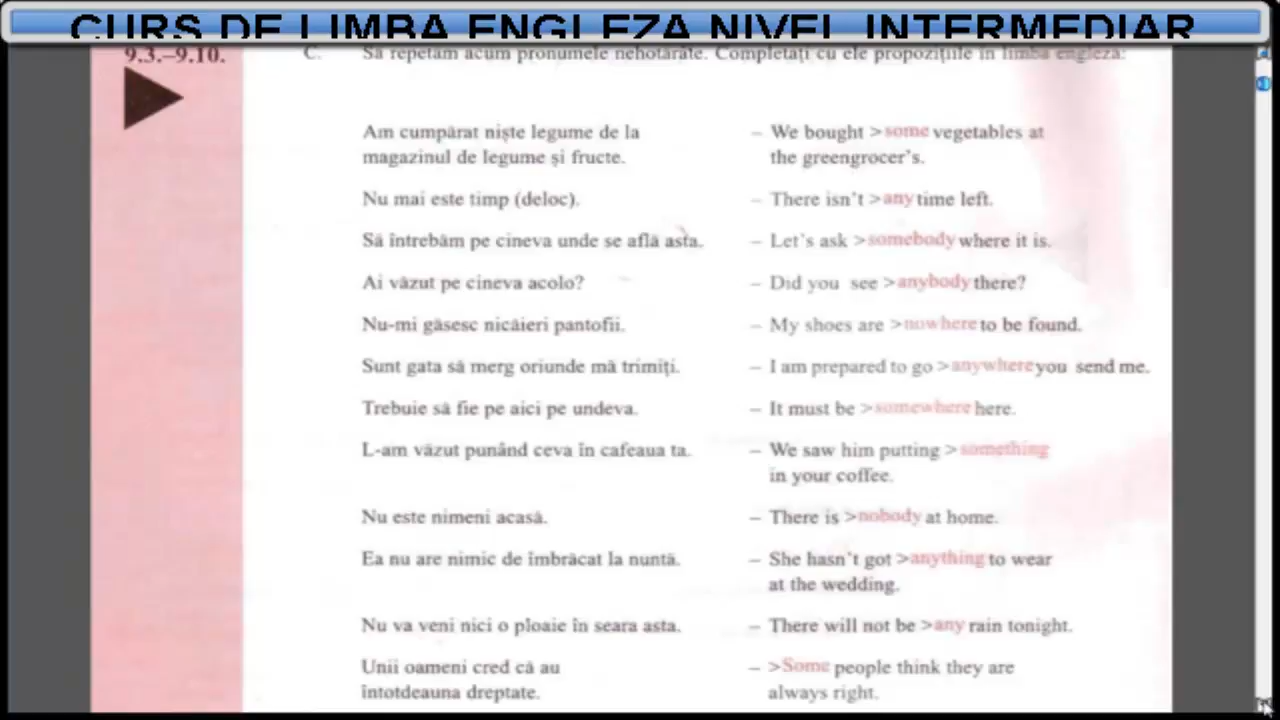 CURS DE LIMBA ENGLEZA NIVEL INTERMEDIAR
9.3.–9.10.
C. Să repetăm acum pronumele nehotărâte. Completați cu ele propozițiile în limba engleză:
Am cumpărat niște legume de la – We bought >some vegetables at
magazinul de legume și fructe. the greengrocer's.
Nu mai este timp (deloc). – There isn't >any time left.
Să întrebăm pe cineva unde se află asta. – Let's ask >somebody where it is.
Ai văzut pe cineva acolo? – Did you see >anybody there?
Nu-mi găsesc nicăieri pantofii. – My shoes are >nowhere to be found.
Sunt gata să merg oriunde mă trimiți. – I am prepared to go >anywhere you send me.
Trebuie să fie pe aici pe undeva. – It must be >somewhere here.
L-am văzut punând ceva în cafeaua ta. – We saw him putting >something
in your coffee.
Nu este nimeni acasă. – There is >nobody at home.
Ea nu are nimic de îmbrăcat la nuntă. – She hasn't got >anything to wear
at the wedding.
Nu va veni nici o ploaie în seara asta. – There will not be >any rain tonight.
Unii oameni cred că au – >Some people think they are
întotdeauna dreptate. always right.